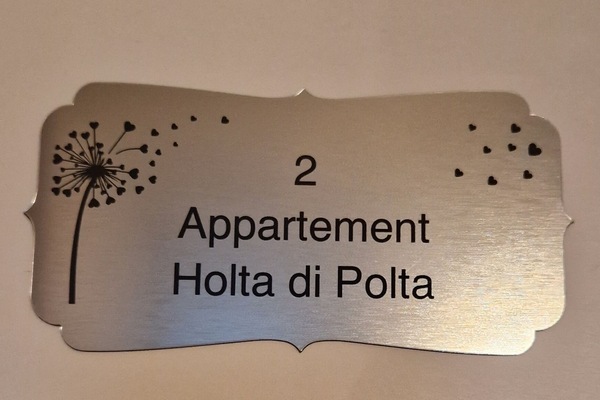 2
Appartement
Holta di Polta